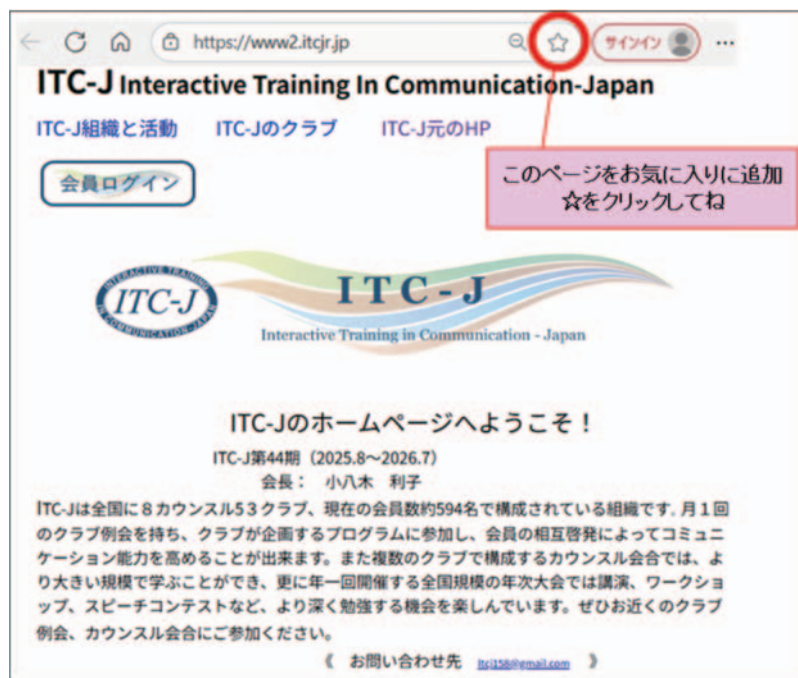 https://www2.itcjr.jp
サインイン
ITC-J Interactive Training In Communication-Japan
ITC-J組織と活動 ITC-Jのクラブ ITC-J元のHP
このページをお気に入りに追加
☆をクリックしてね
会員ログイン
INTERACTIVE TRAINING
ITC-J
IN COMMUNICATION-JAPAN
ITC-J
Interactive Training in Communication - Japan
ITC-Jのホームページへようこそ！
ITC-J第44期（2025.8～2026.7）
会長： 小八木 利子
ITC-Jは全国に８カウンスル5３クラブ、現在の会員数約594名で構成されている組織です. 月１回
のクラブ例会を持ち、クラブが企画するプログラムに参加し、会員の相互啓発によってコミュニ
ケーション能力を高めることが出来ます。また複数のクラブで構成するカウンスル会合では、よ
り大きい規模で学ぶことができ、更に年一回開催する全国規模の年次大会では講演、ワークショ
ップ、スピーチコンテストなど、より深く勉強する機会を楽しんでいます。ぜひお近くのクラブ
例会、カウンスル会合にご参加ください。
《 お問い合わせ先 itcj158@gmail.com 》